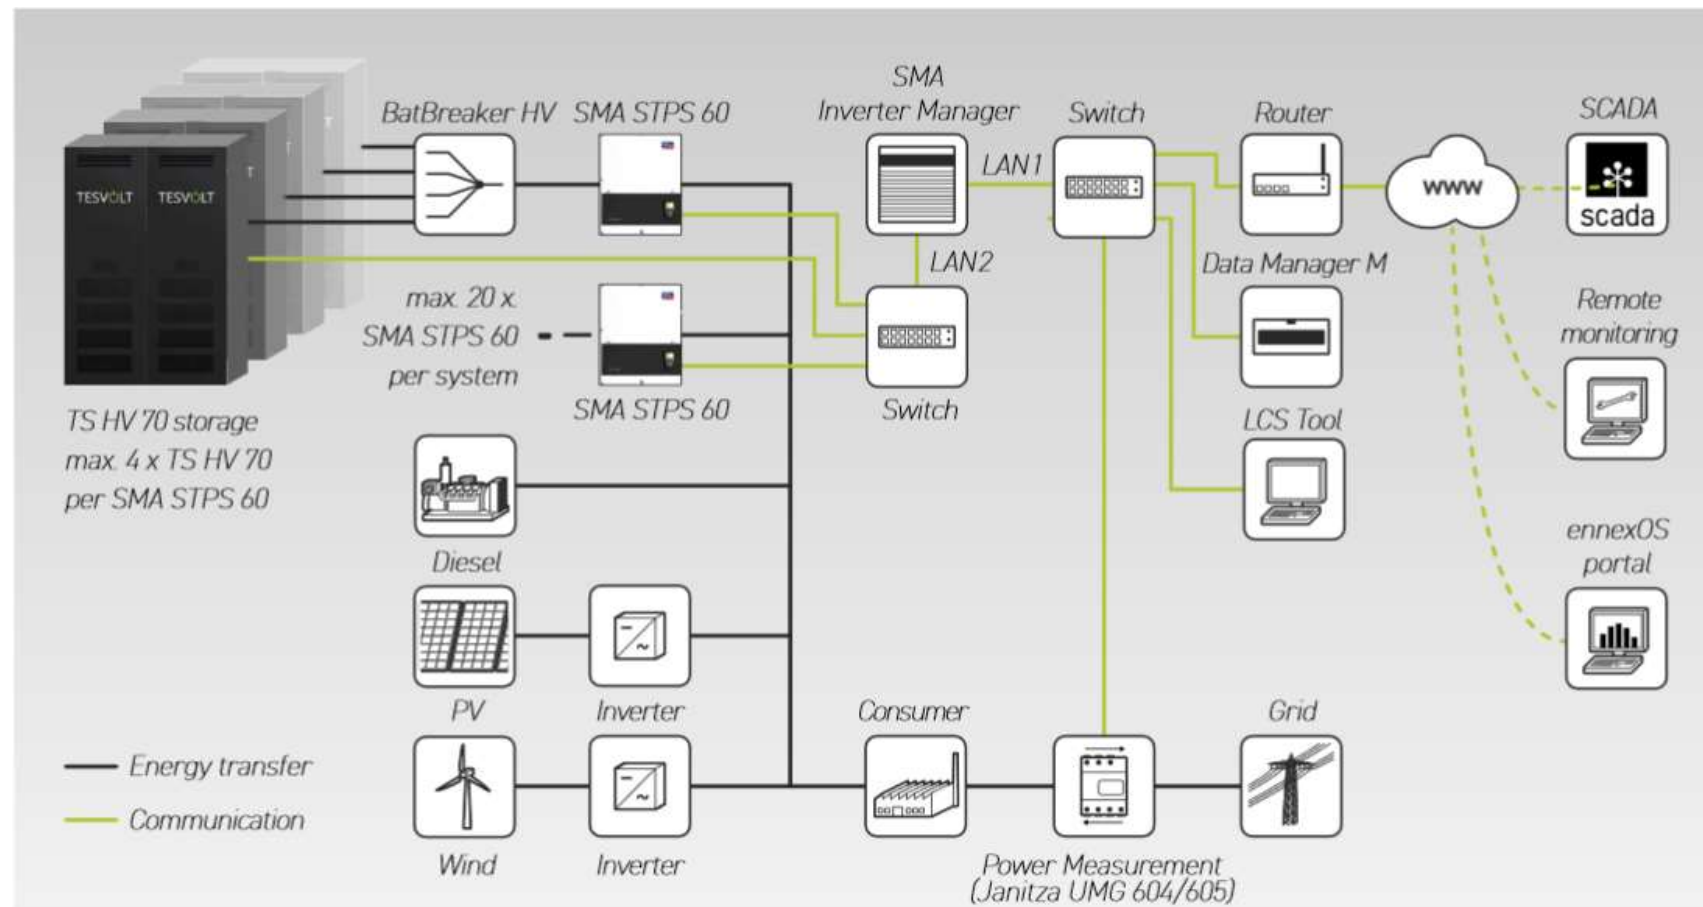 SMA
Inverter Manager
BatBreaker HV
SMA STPS 60
Switch
Router
SCADA
LAN1
TESVOLT
TESVOLT
T
www
scada
LAN2
Data Manager M
max. 20 x.
SMA STPS 60
per system
Remote
monitoring
SMA STPS 60
Switch
TS HV 70 storage
max. 4 x TS HV 70
per SMA STPS 60
LCS Tool
Diesel
ennexOS
portal
PV
Inverter
Consumer
Grid
Energy transfer
Communication
Wind
Inverter
Power Measurement
(Janitza UMG 604/605)